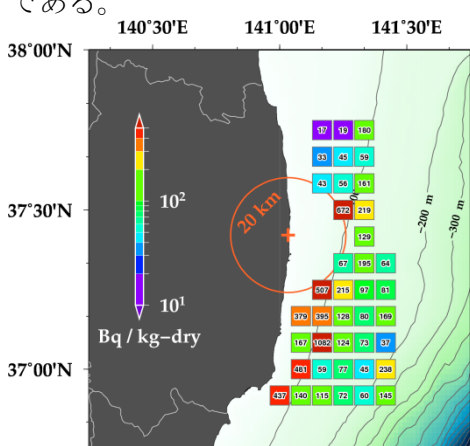 である。
140°30'E 141°00'E 141°30'E
38°00'N
17 19 180
33 45 59
43 56 161
672 219
37°30'N
20 km
129
67 195 64
507 215 97 81
379 395 128 80 169
167 1082 124 73 37
37°00'N
461 59 77 45 238
437 140 115 72 60 145
10²
10¹
Bq / kg-dry
-200 m
-300 m